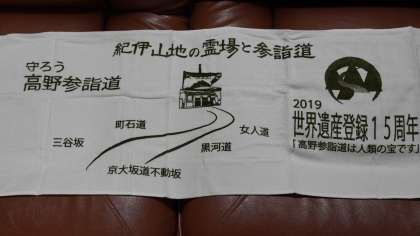 紀伊山地の霊場と参詣道
守ろう
高野参詣道
町石道
三谷坂
女人道
黒河道
京大坂道不動坂
2019
世界遺産登録15周年
「高野参詣道は人類の宝です」